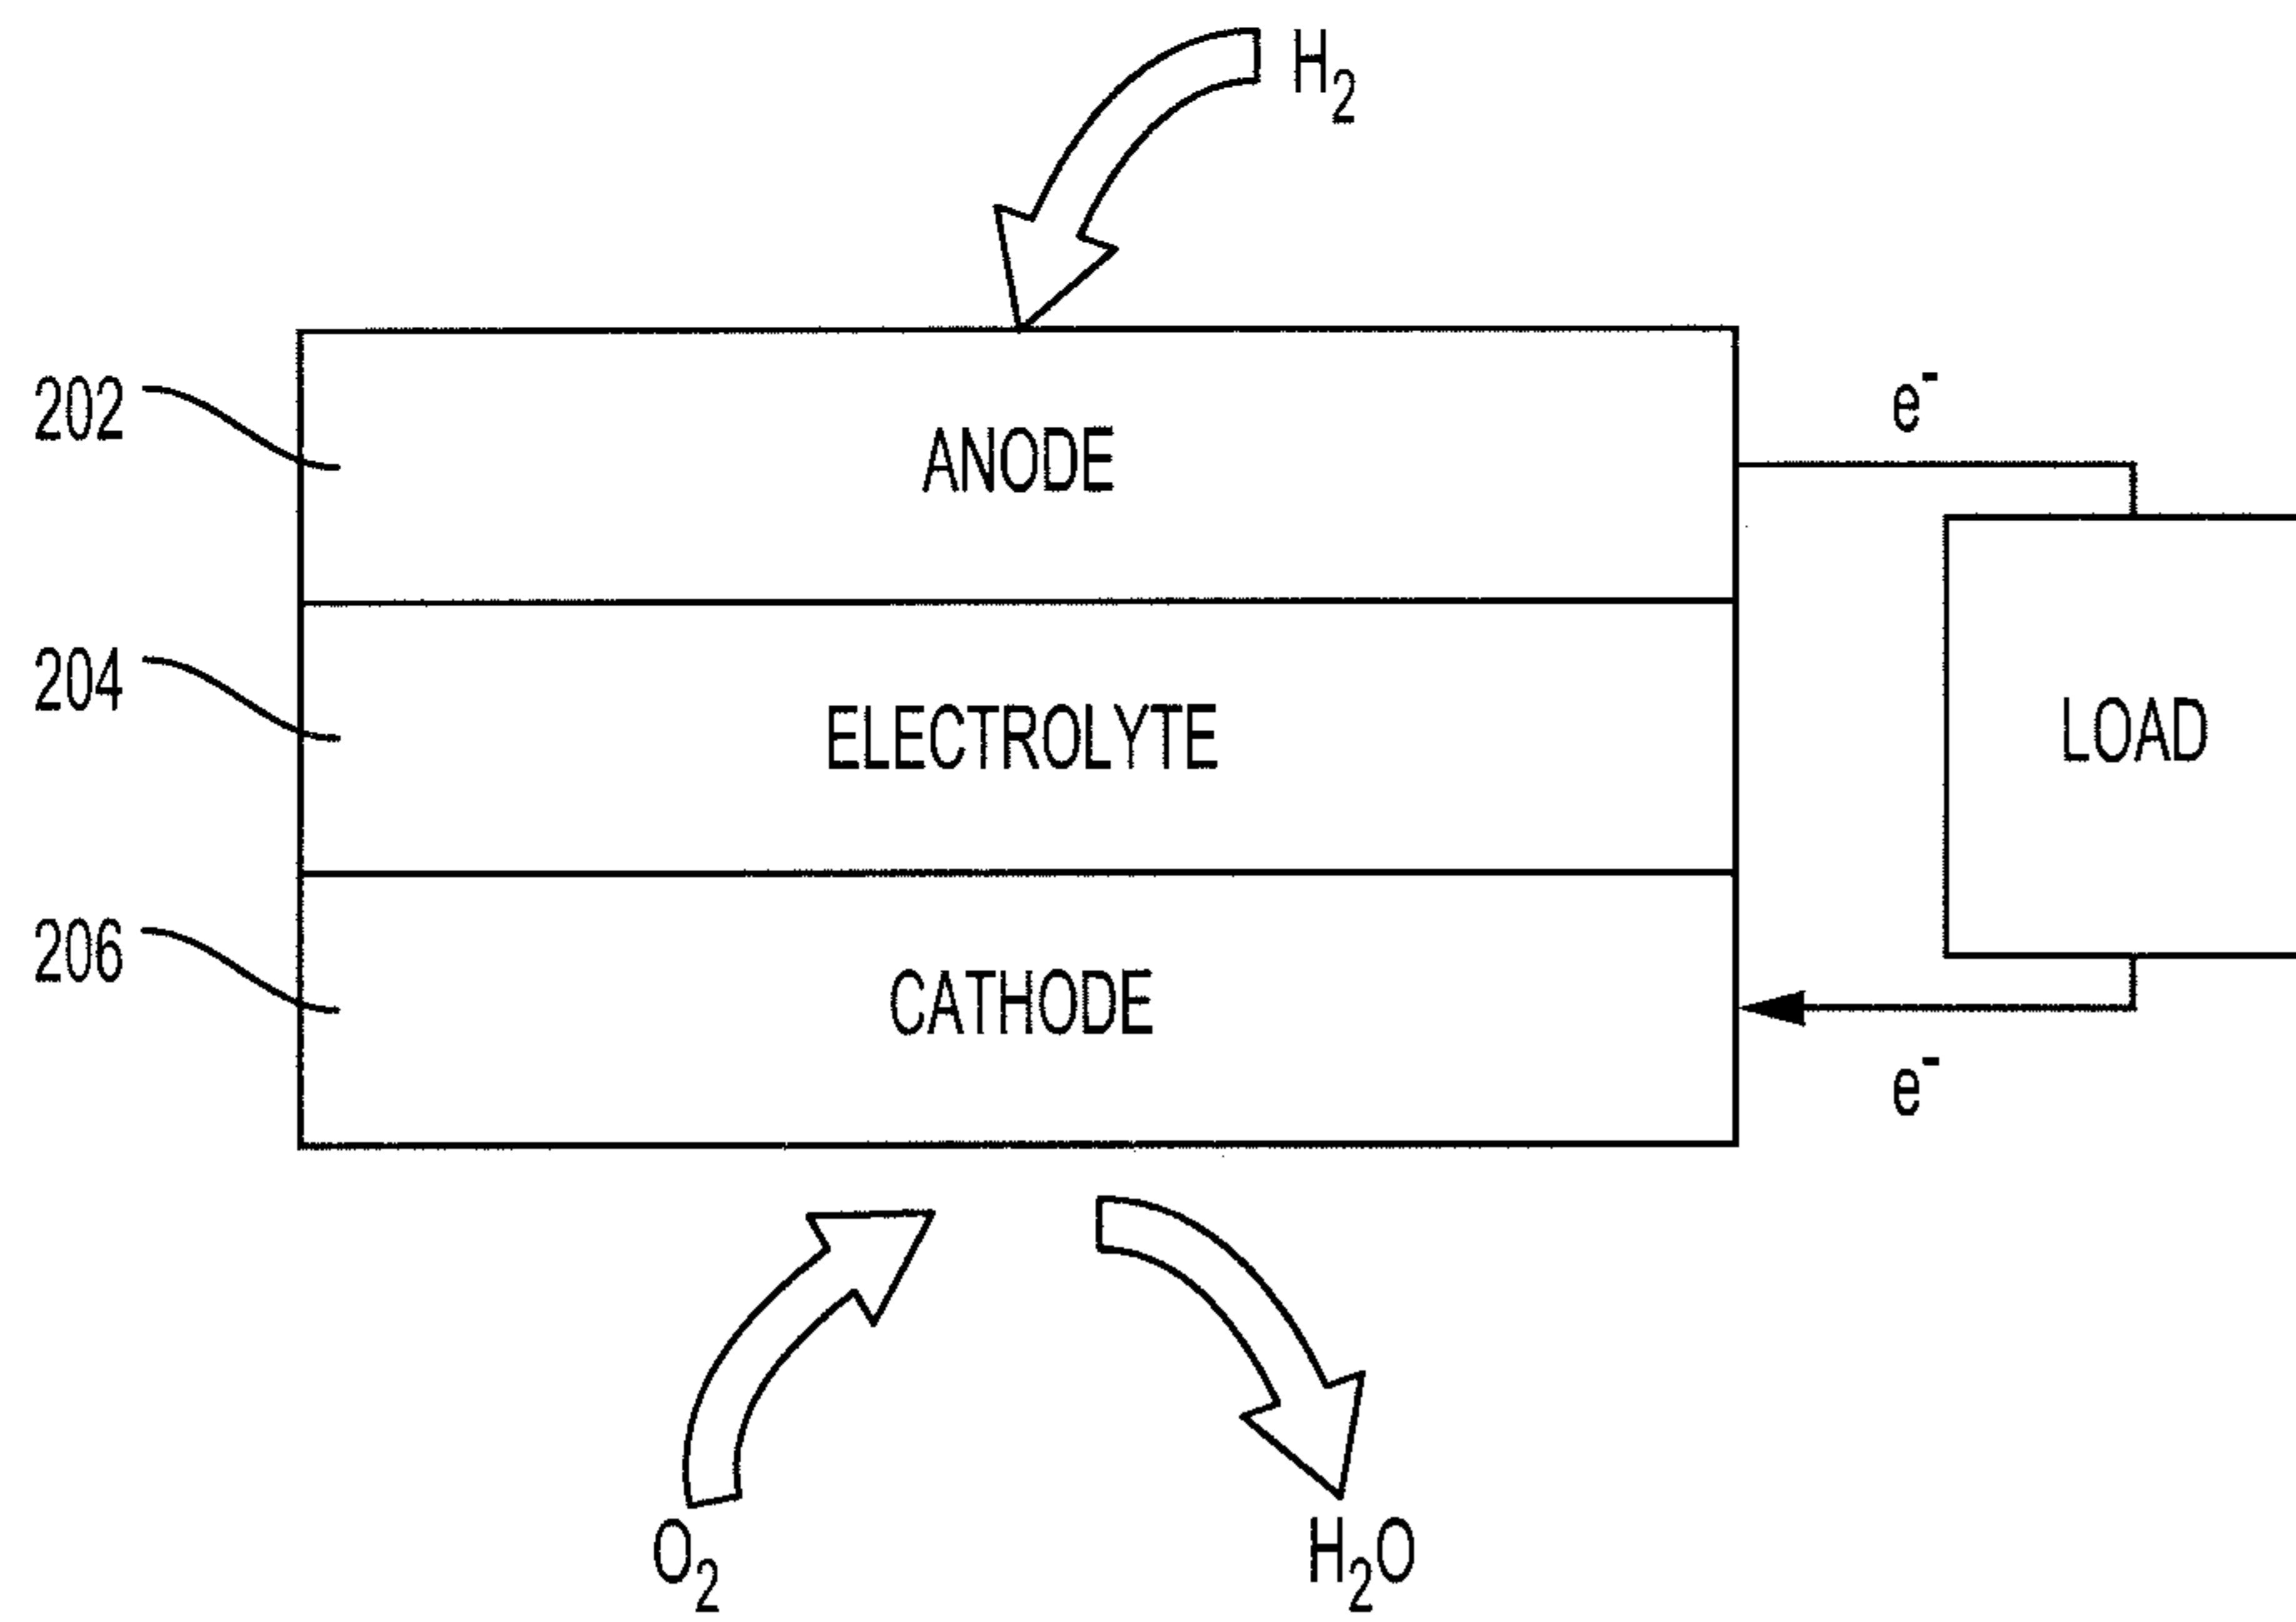 H2
202
ANODE
e-
204
ELECTROLYTE
LOAD
206
CATHODE
e-
O2
H2O